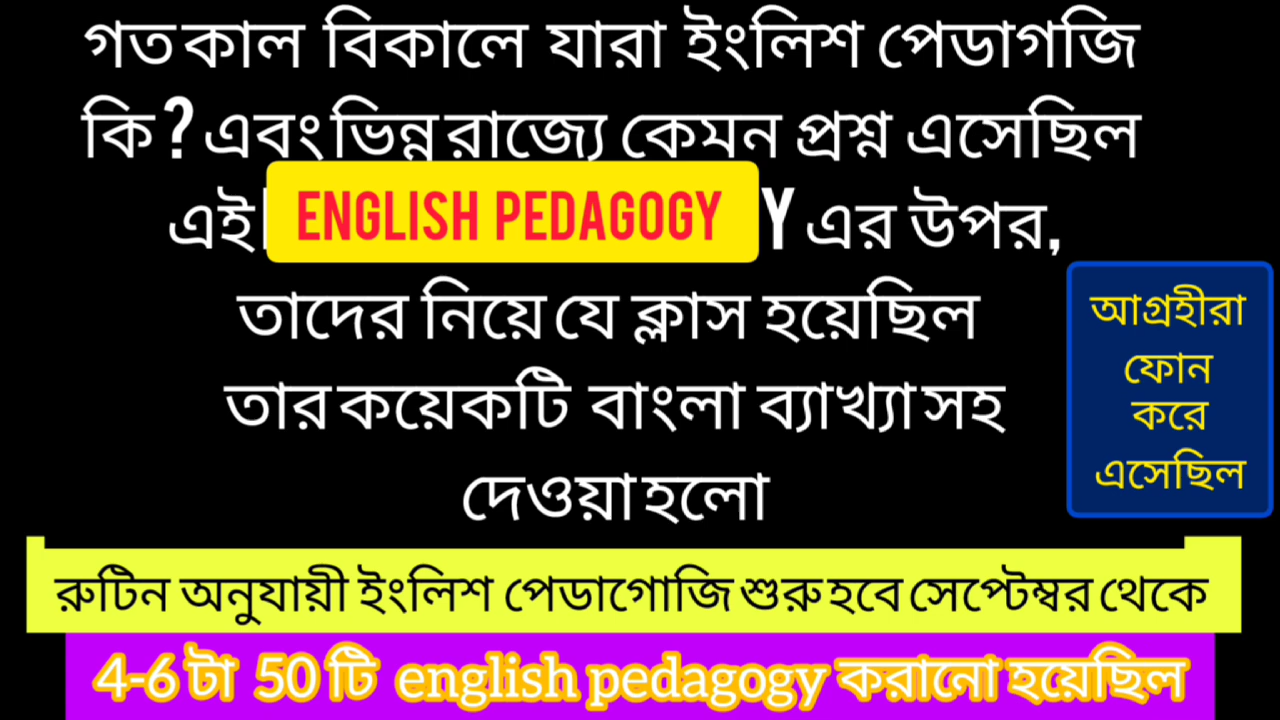 গতকাল বিকালে যারা ইংলিশ পেডাগজি
কি? এবং ভিন্ন রাজ্যে কেমন প্রশ্ন এসেছিল
এই ENGLISH PEDAGOGY Y এর উপর,
তাদের নিয়ে যে ক্লাস হয়েছিল
তার কয়েকটি বাংলা ব্যাখ্যা সহ
দেওয়া হলো
আগ্রহীরা
ফোন
করে
এসেছিল
রুটিন অনুযায়ী ইংলিশ পেডাগোজি শুরু হবে সেপ্টেম্বর থেকে
4-6 টা 50 টি english pedagogy করানো হয়েছিল